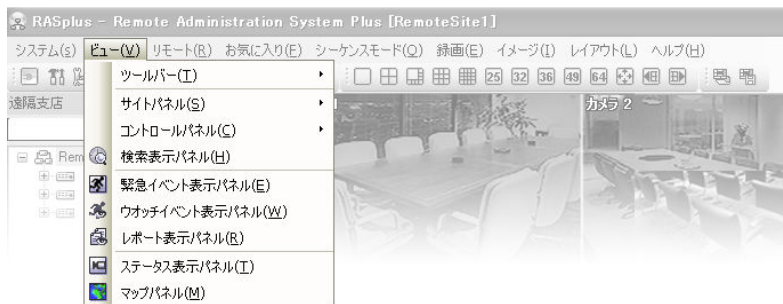 RASplus - Remote Administration System Plus [RemoteSite1]
システム(s) ビュー(V) リモート(R) お気に入り(F) シーケンスモード(Q) 録画(E) イメージ(I) レイアウト(L) ヘルプ(H)
25 32 36 49 64
遠隔支店
ツールバー(T)
サイトパネル(S)
コントロールパネル(C)
検索表示パネル(H)
緊急イベント表示パネル(E)
ウオッチイベント表示パネル(W)
レポート表示パネル(R)
ステータス表示パネル(T)
マップパネル(M)
Rem
カメラ 2